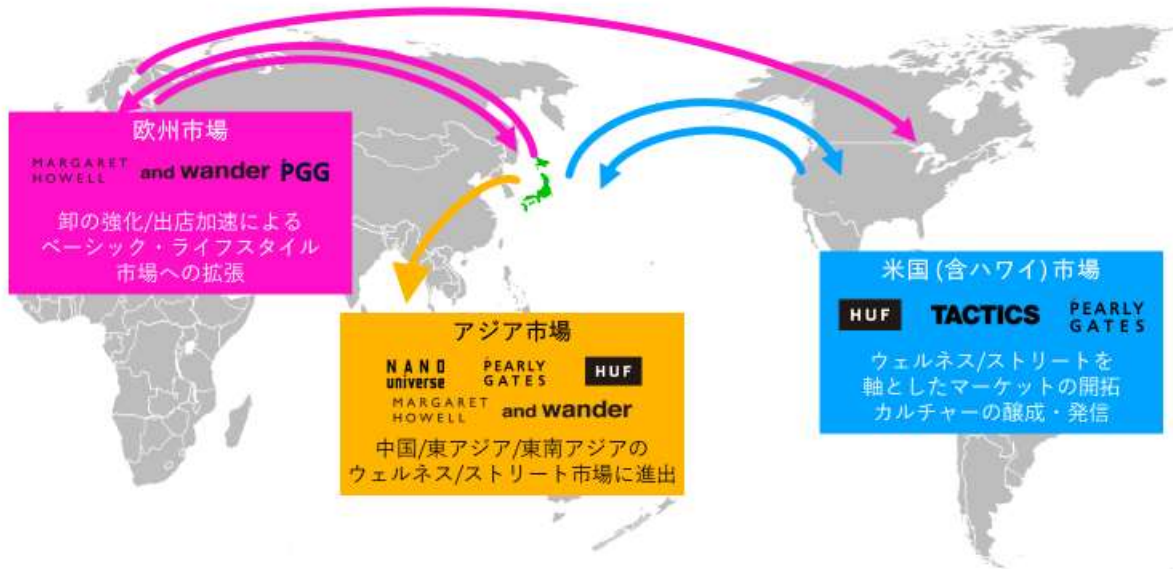 欧州市場
MARGARET
HOWELL
and wander
PGG
卸の強化/出店加速による
ベーシック・ライフスタイル
市場への拡張
アジア市場
NANO
universe
PEARLY
GATES
HUF
MARGARET
HOWELL
and wander
中国/東アジア/東南アジアの
ウェルネス/ストリート市場に進出
米国(含ハワイ)市場
HUF
TACTICS
PEARLY
GATES
ウェルネス/ストリートを
軸としたマーケットの開拓
カルチャーの醸成・発信